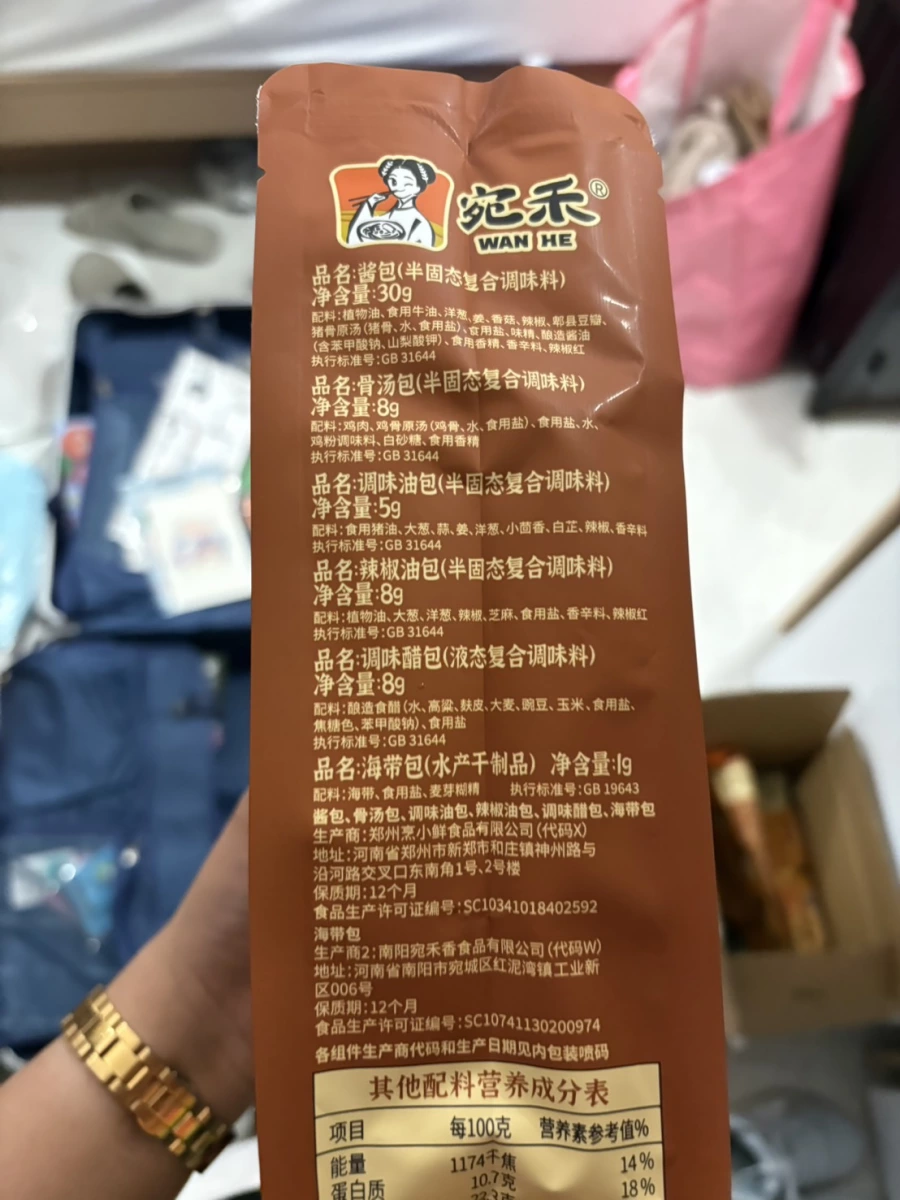 宛禾®
WAN HE
品名:酱包(半固态复合调味料)
净含量:30g
配料:植物油、食用牛油、洋葱、姜、香菇、辣椒、郫县豆瓣、
猪骨原汤(猪骨、水、食用盐)、食用盐、味精、酿造酱油
(含苯甲酸钠、山梨酸钾)、食用香精、香辛料、辣椒红
执行标准号:GB 31644
品名:骨汤包(半固态复合调味料)
净含量:8g
配料:鸡肉、鸡骨原汤(鸡骨、水、食用盐)、食用盐、水、
鸡粉调味料、白砂糖、食用香精
执行标准号:GB 31644
品名:调味油包(半固态复合调味料)
净含量:5g
配料:食用猪油、大葱、蒜、姜、洋葱、小茴香、白芷、辣椒、香辛料
执行标准号:GB 31644
品名:辣椒油包(半固态复合调味料)
净含量:8g
配料:植物油、大葱、洋葱、辣椒、芝麻、食用盐、香辛料、辣椒红
执行标准号:GB 31644
品名:调味醋包(液态复合调味料)
净含量:8g
配料:酿造食醋(水、高粱、麸皮、大麦、豌豆、玉米、食用盐、
焦糖色、苯甲酸钠)、食用盐
执行标准号:GB 31644
品名:海带包(水产干制品) 净含量:1g
配料:海带、食用盐、麦芽糊精 执行标准号:GB 19643
酱包、骨汤包、调味油包、辣椒油包、调味醋包、海带包
生产商:郑州烹小鲜食品有限公司(代码X)
地址:河南省郑州市新郑市和庄镇神州路与
沿河路交叉口东南角1号、2号楼
保质期:12个月
食品生产许可证编号:SC10341018402592
海带包
生产商2:南阳宛禾香食品有限公司(代码W)
地址:河南省南阳市宛城区红泥湾镇工业新
区006号
保质期:12个月
食品生产许可证编号:SC10741130200974
各组件生产商代码和生产日期见内包装喷码
其他配料营养成分表
项目 每100克 营养素参考值%
能量 1174千焦 14%
蛋白质 10.7克 18%